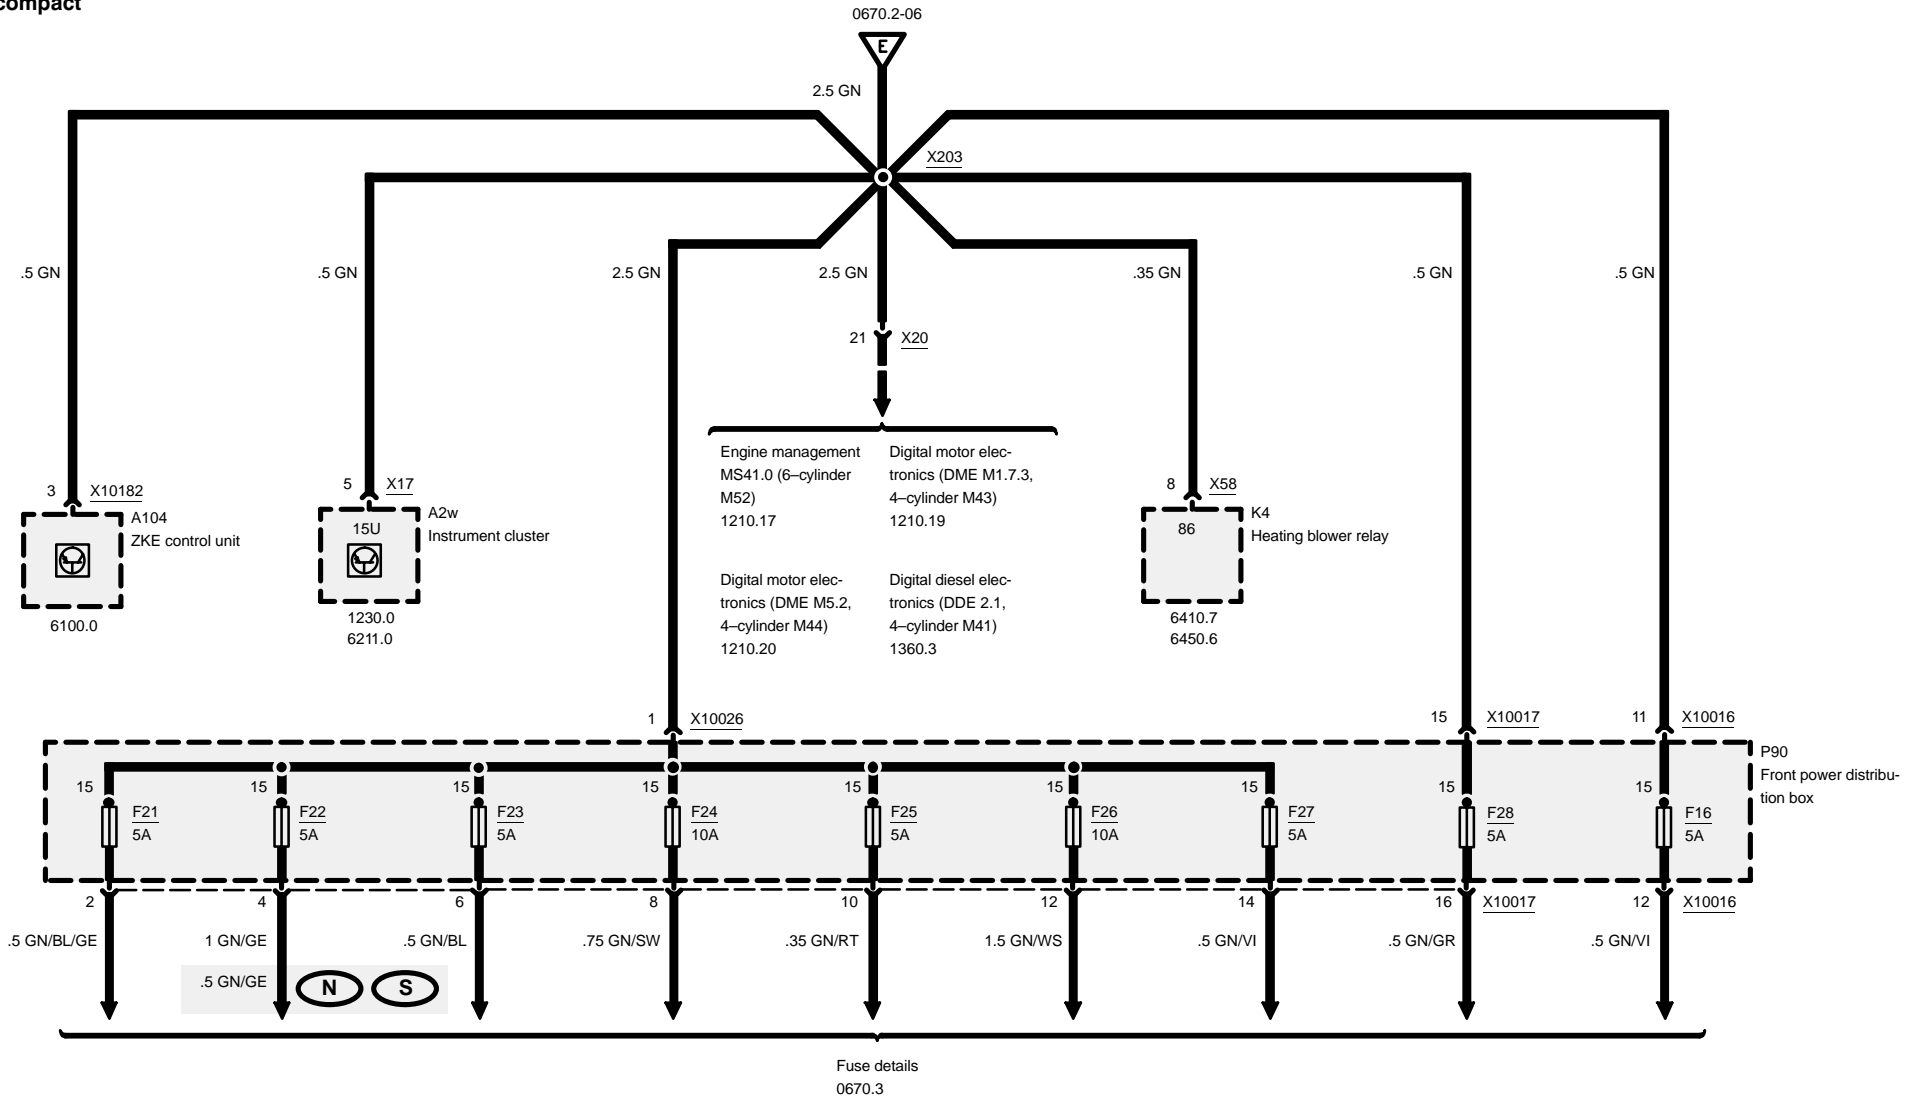 compact
0670.2-06
E
2.5 GN
X203
.5 GN
.5 GN
2.5 GN
2.5 GN
.35 GN
.5 GN
.5 GN
21
X20
Engine management
MS41.0 (6–cylinder
M52)
1210.17
Digital motor elec-
tronics (DME M1.7.3,
4–cylinder M43)
1210.19
Digital motor elec-
tronics (DME M5.2,
4–cylinder M44)
1210.20
Digital diesel elec-
tronics (DDE 2.1,
4–cylinder M41)
1360.3
3
X10182
A104
ZKE control unit
6100.0
5
X17
A2w
Instrument cluster
15U
1230.0
6211.0
8
X58
K4
Heating blower relay
86
6410.7
6450.6
1
X10026
15
X10017
11
X10016
P90
Front power distribu-
tion box
15
F21
5A
15
F22
5A
15
F23
5A
15
F24
10A
15
F25
5A
15
F26
10A
15
F27
5A
15
F28
5A
15
F16
5A
2
4
6
8
10
12
14
16
X10017
12
X10016
.5 GN/BL/GE
1 GN/GE
.5 GN/BL
.75 GN/SW
.35 GN/RT
1.5 GN/WS
.5 GN/VI
.5 GN/GR
.5 GN/VI
.5 GN/GE
N
S
Fuse details
0670.3